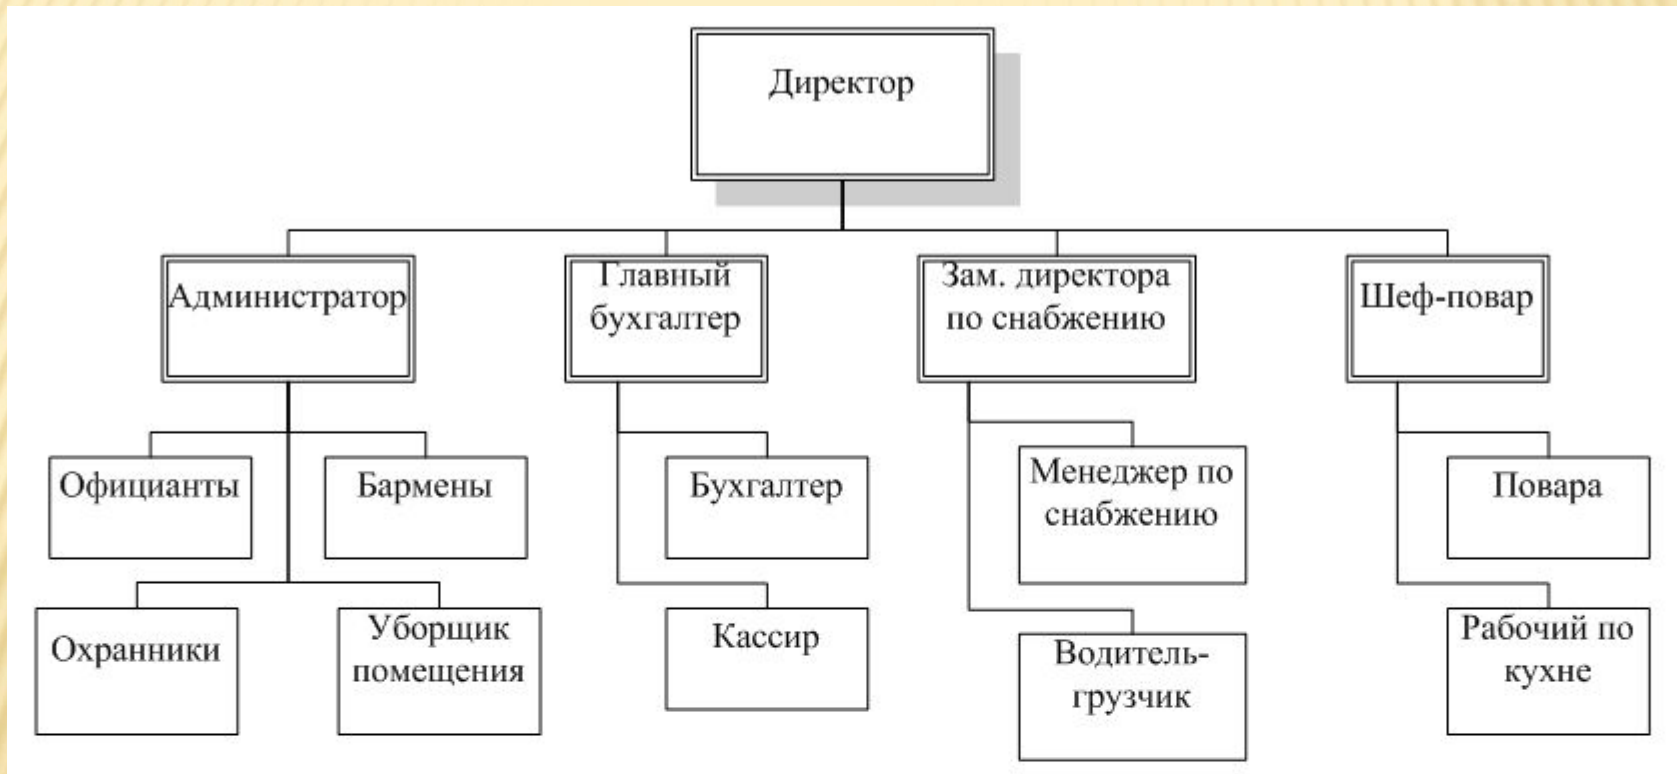 Директор
Администратор
Главный
бухгалтер
Зам. директора
по снабжению
Шеф-повар
Официанты
Бармены
Бухгалтер
Менеджер по
снабжению
Повара
Охранники
Уборщик
помещения
Кассир
Водитель-
грузчик
Рабочий по
кухне